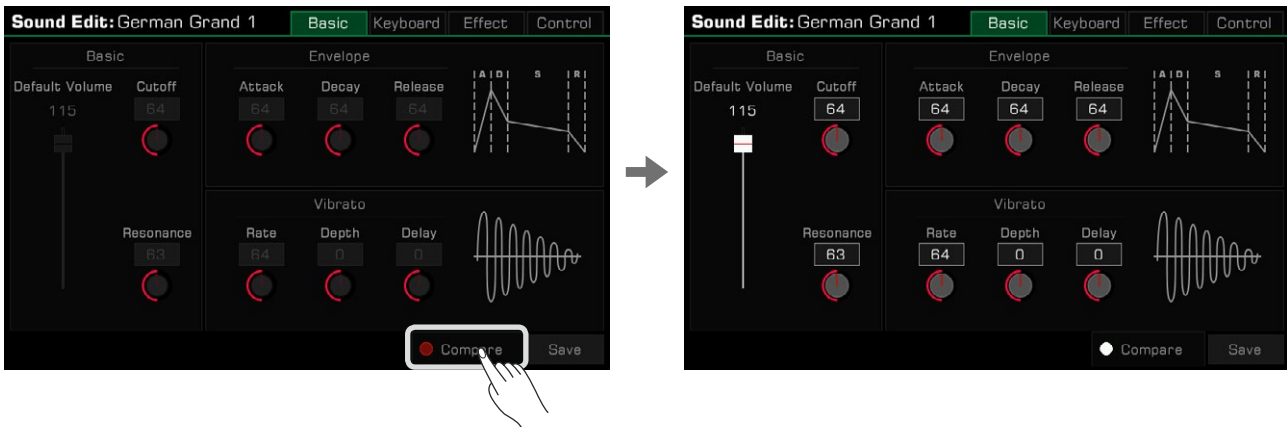 Sound Edit: German Grand 1 Basic Keyboard Effect Control
Basic
Default Volume Cutoff
115 64
Resonance
63
Envelope
Attack Decay Release
64 64 64
A D S R
Vibrato
Rate Depth Delay
64 0 0
Compare Save
Sound Edit: German Grand 1 Basic Keyboard Effect Control
Basic
Default Volume Cutoff
115 64
Resonance
63
Envelope
Attack Decay Release
64 64 64
A D S R
Vibrato
Rate Depth Delay
64 0 0
Compare Save